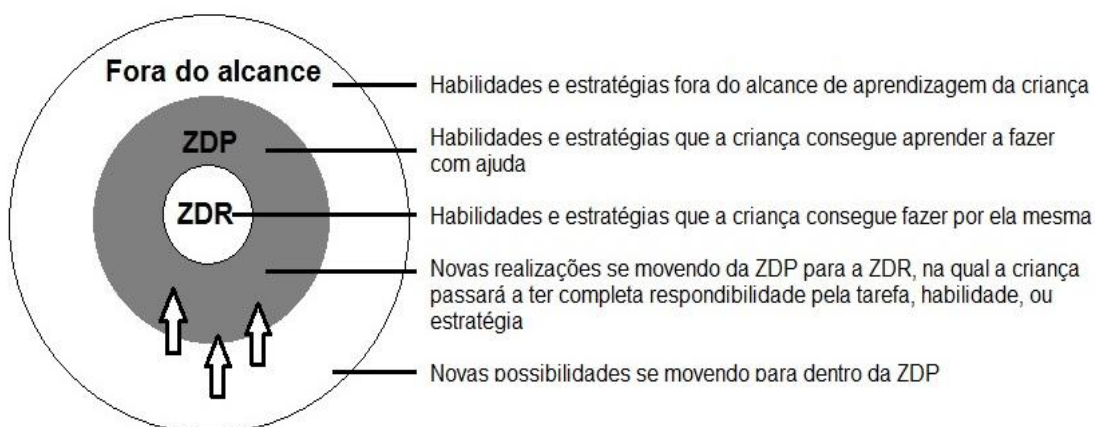 Fora do alcance
ZDP
ZDR
Habilidades e estratégias fora do alcance de aprendizagem da criança
Habilidades e estratégias que a criança consegue aprender a fazer
com ajuda
Habilidades e estratégias que a criança consegue fazer por ela mesma
Novas realizações se movendo da ZDP para a ZDR, na qual a criança
passará a ter completa respondibilidade pela tarefa, habilidade, ou
estratégia
Novas possibilidades se movendo para dentro da ZDP